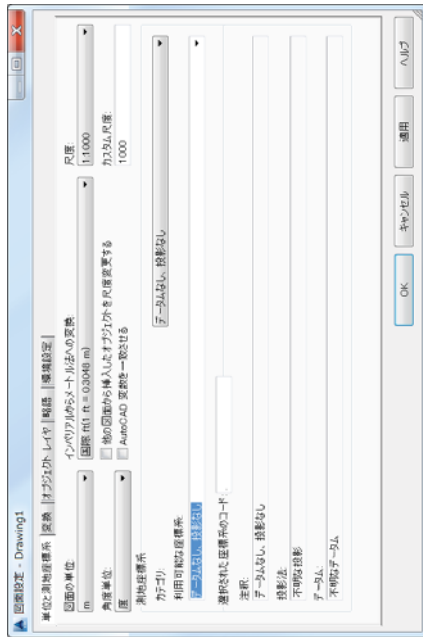 図面設定 - Drawing1
単位と測地座標系 変換 オブジェクト レイヤ 略語 環境設定
図面の単位: インペリアルからメートル法への変換 尺度:
m 国際 ft(1 ft = 0.3048 m) 1:1000
角度単位: 他の図面から挿入したオブジェクトを尺度変更する カスタム尺度:
度 AutoCAD 変数を一致させる 1000
測地座標系
カテゴリ: データムなし、投影なし
利用可能な座標系:
データムなし、投影なし
選択された座標系のコード:
注釈:
データムなし、投影なし
投影法:
不明な投影
データム:
不明なデータム
OK キャンセル 適用 ヘルプ